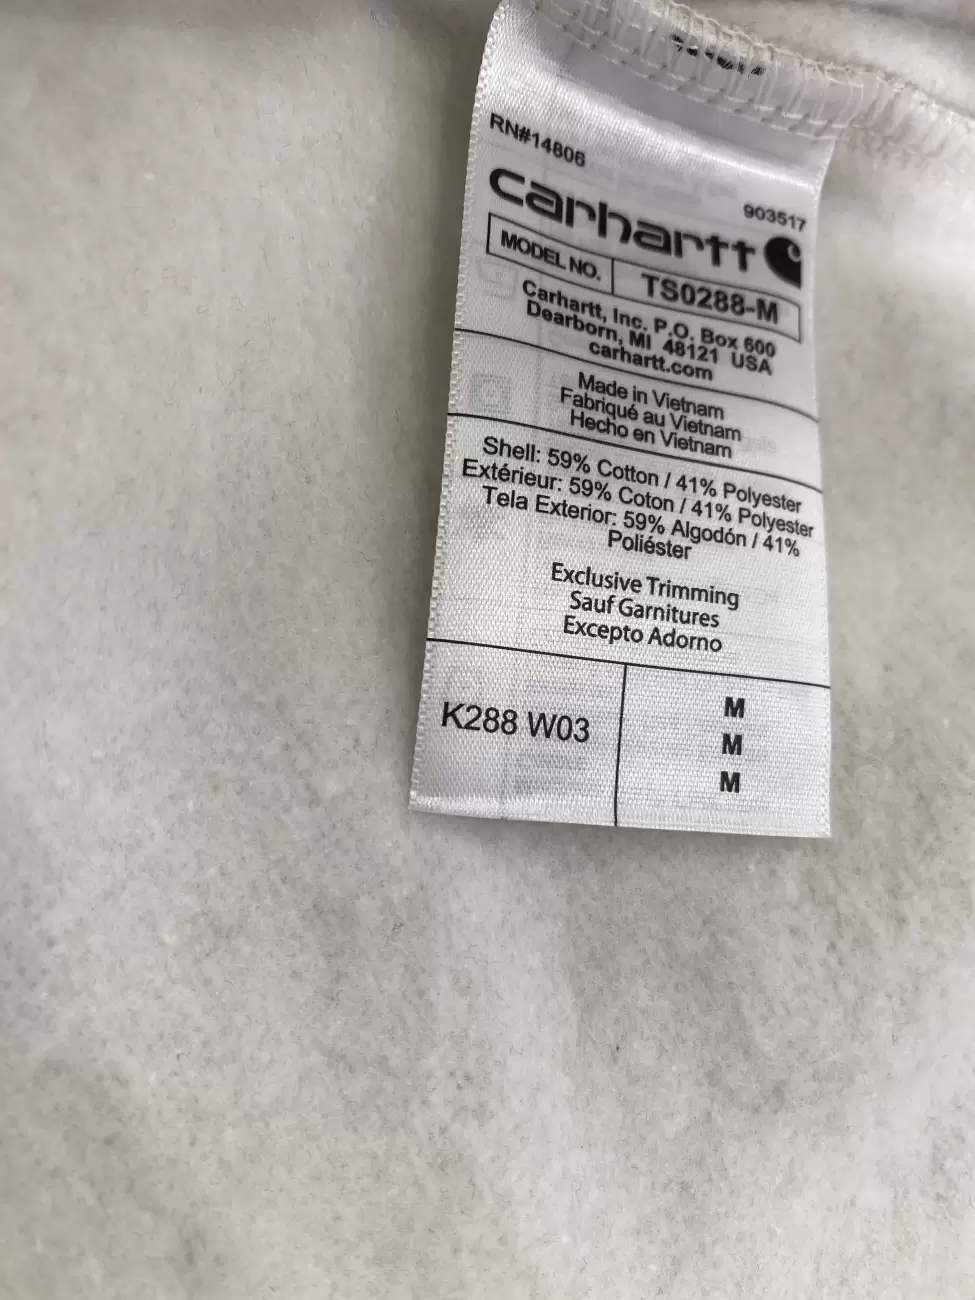 RN#14806
903517
carhartt
MODEL NO. TS0288-M
Carhartt, Inc. P.O. Box 600
Dearborn, MI 48121 USA
carhartt.com
Made in Vietnam
Fabriqué au Vietnam
Hecho en Vietnam
Shell: 59% Cotton / 41% Polyester
Extérieur: 59% Coton / 41% Polyester
Tela Exterior: 59% Algodón / 41%
Poliéster
Exclusive Trimming
Sauf Garnitures
Excepto Adorno
K288 W03
M
M
M